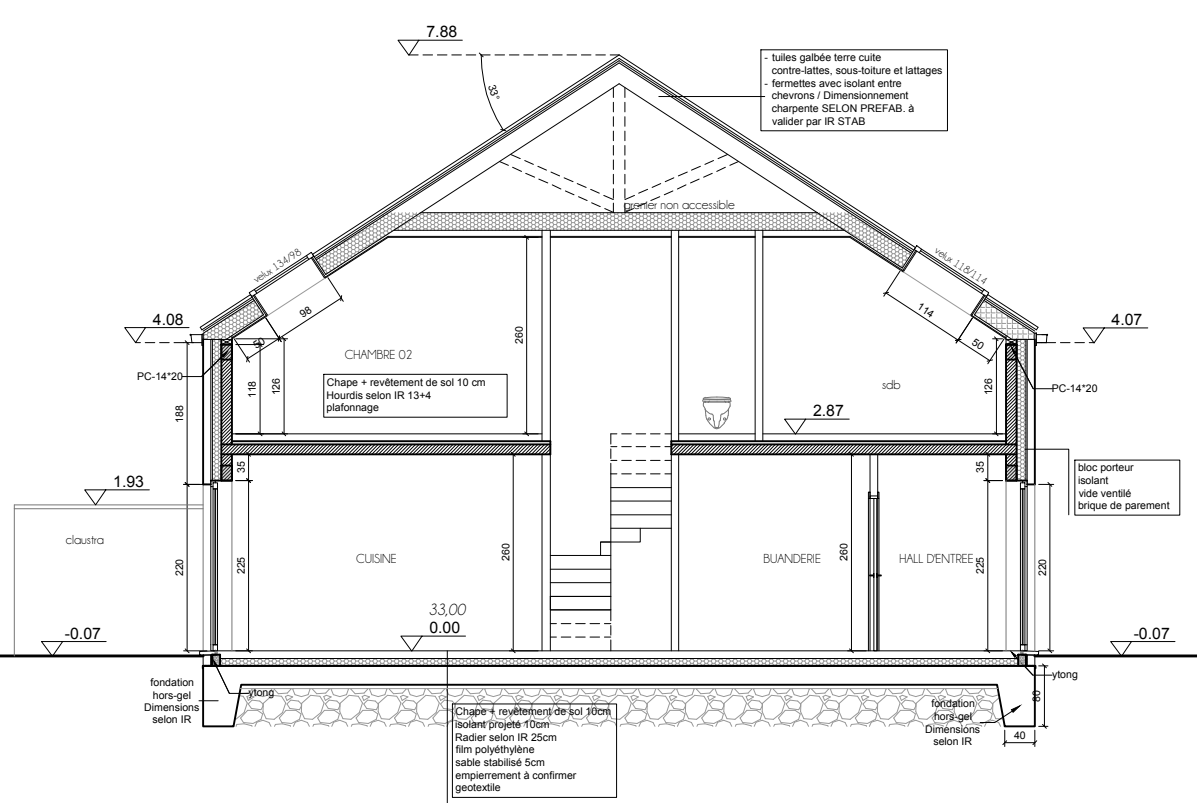 7.88
33°
- tuiles galbée terre cuite
contre-lattes, sous-toiture et lattages
- fermettes avec isolant entre
chevrons / Dimensionnement
charpente SELON PREFAB. à
valider par IR STAB
grenier non accessible
velux 134/98
velux 118/114
98
114
50
50
4.08
4.07
260
CHAMBRE 02
sdb
PC-14*20
PC-14*20
118
126
126
188
Chape + revêtement de sol 10 cm
Hourdis selon IR 13+4
plafonnage
2.87
35
35
bloc porteur
isolant
vide ventilé
brique de parement
1.93
claustra
CUISINE
BUANDERIE
HALL D'ENTREE
220
225
260
260
225
220
33,00
0.00
-0.07
-0.07
ytong
ytong
fondation
hors-gel
Dimensions
selon IR
fondation
hors-gel
Dimensions
selon IR
80
40
Chape + revêtement de sol 10cm
isolant projeté 10cm
Radier selon IR 25cm
film polyéthylène
sable stabilisé 5cm
empierrement à confirmer
geotextile